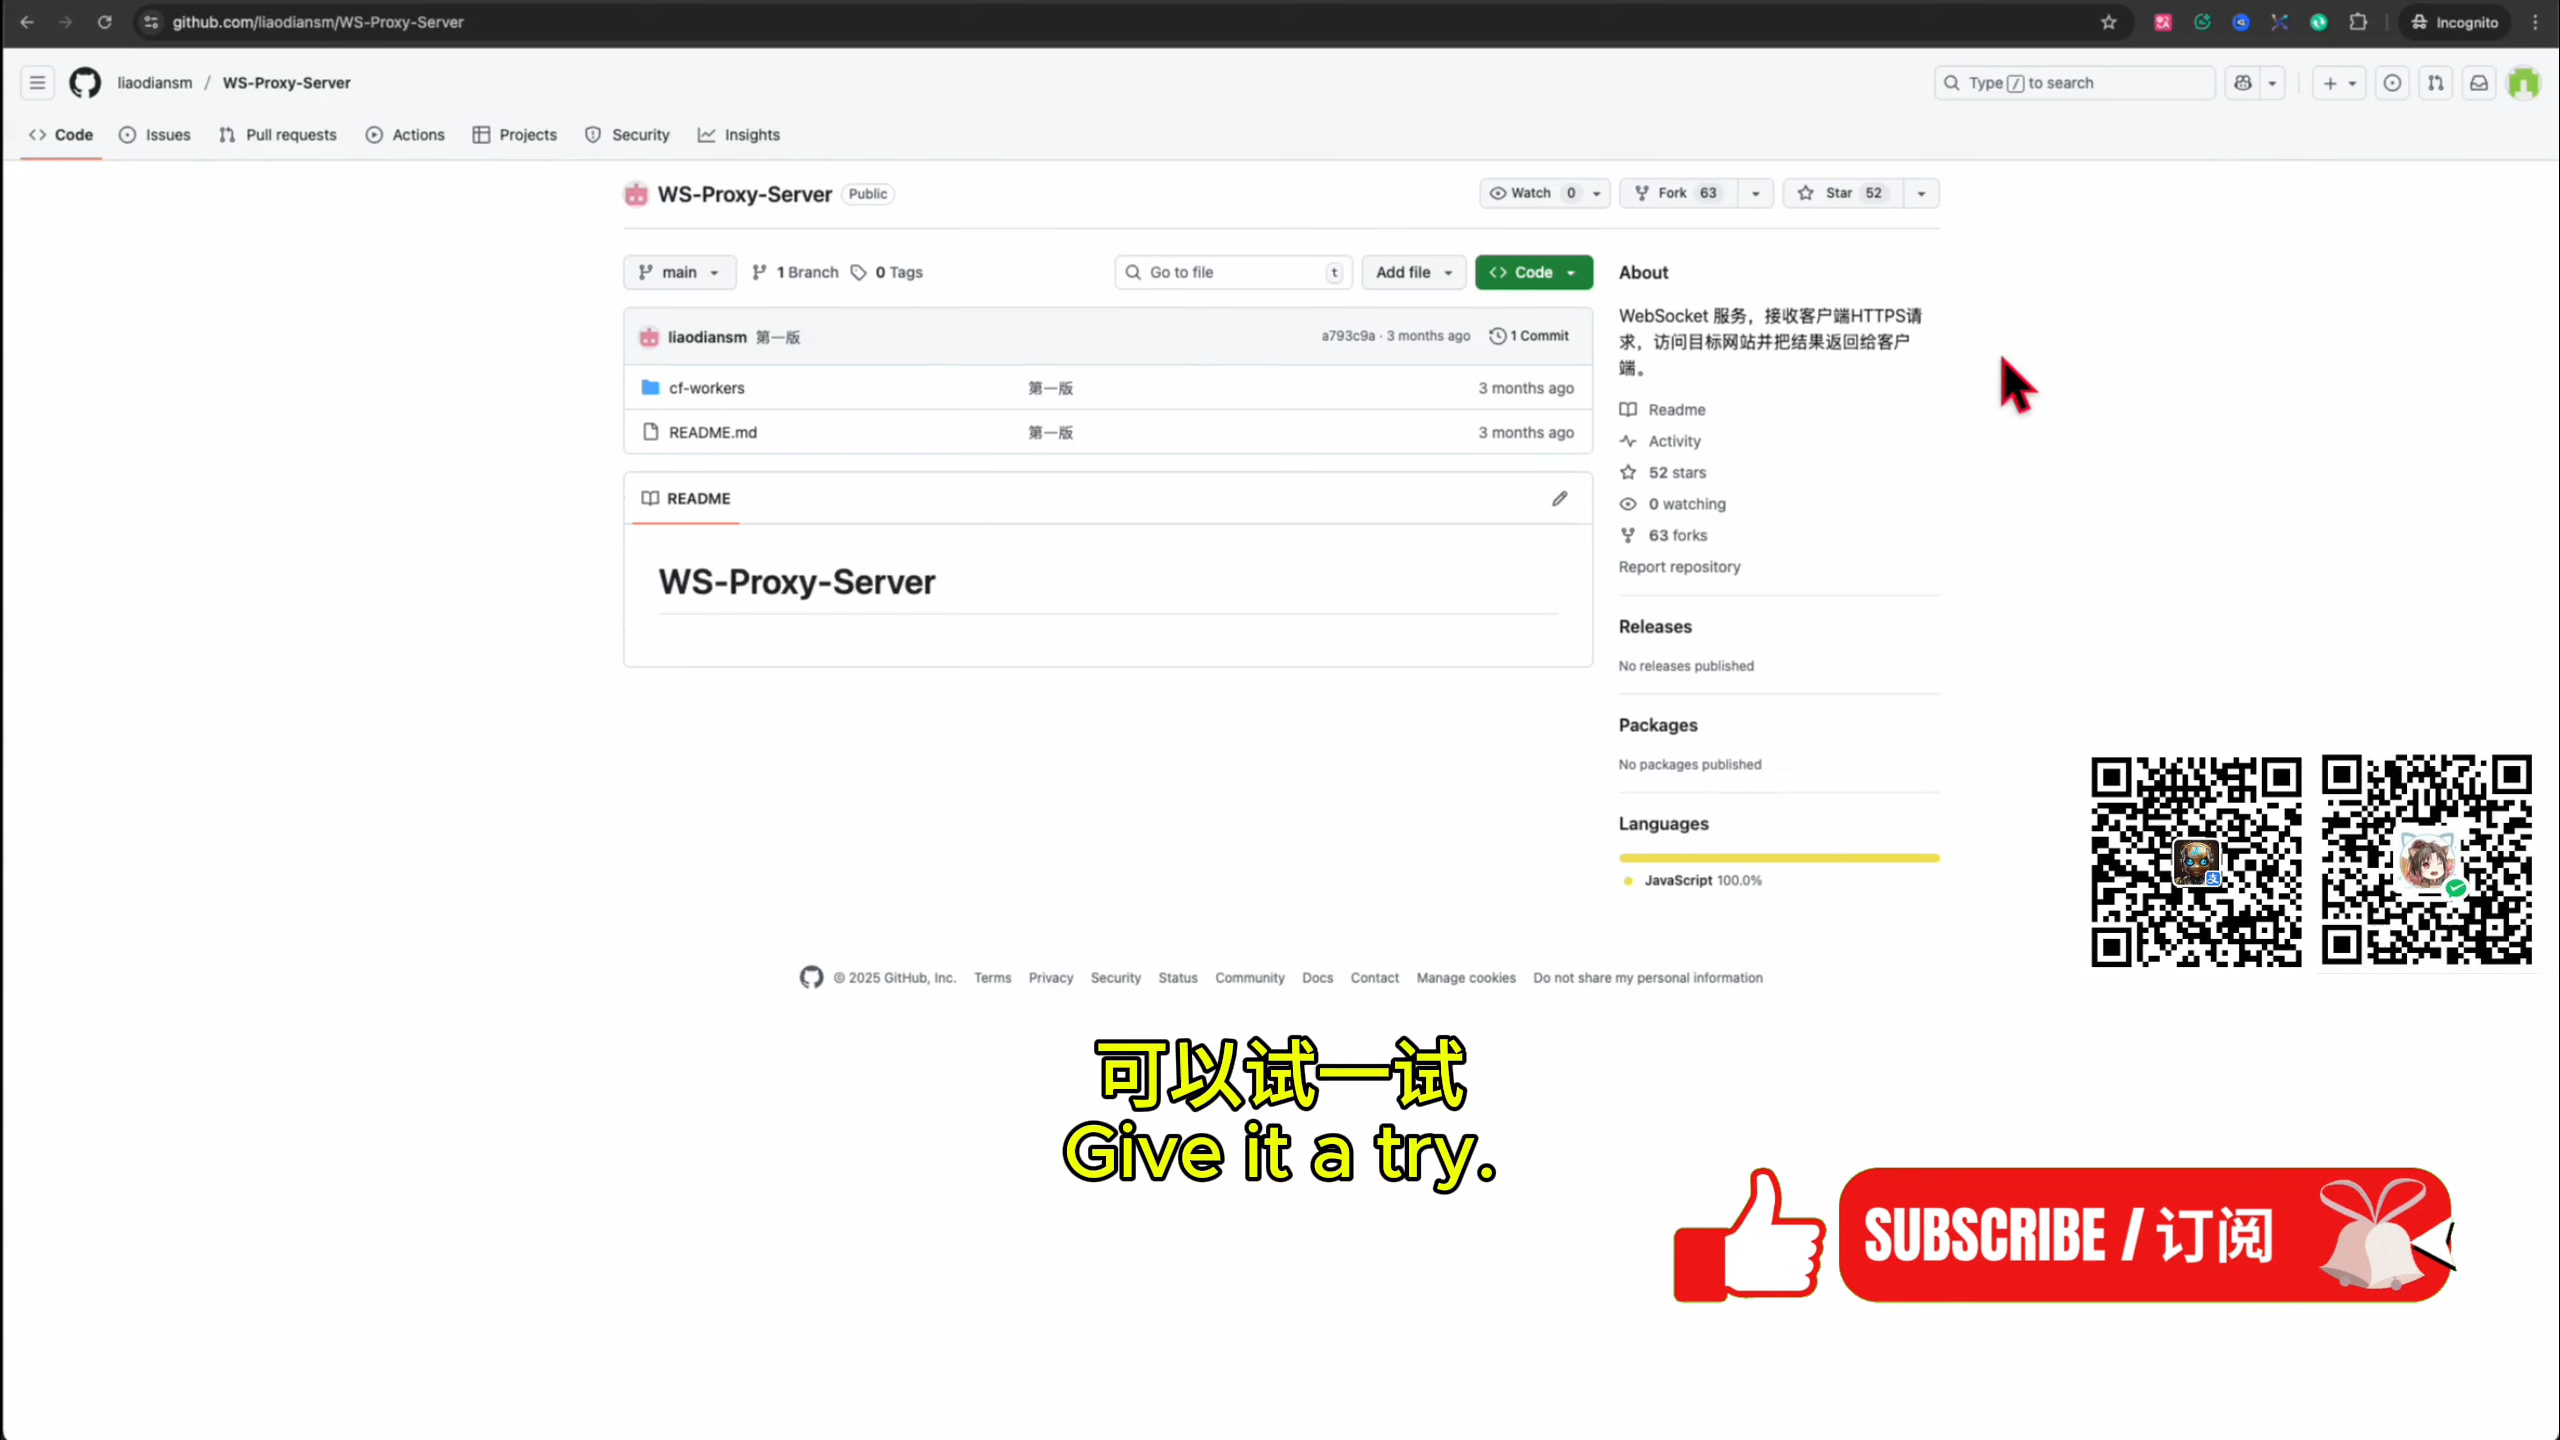 github.com/liaodiansm/WS-Proxy-Server
Incognito
liaodiansm / WS-Proxy-Server
Type / to search
Code
Issues
Pull requests
Actions
Projects
Security
Insights
WS-Proxy-Server Public
Watch 0
Fork 63
Star 52
main
1 Branch
0 Tags
Go to file
t
Add file
Code
liaodiansm 第一版
a793c9a · 3 months ago
1 Commit
cf-workers 第一版 3 months ago
README.md 第一版 3 months ago
README
WS-Proxy-Server
About
WebSocket 服务，接收客户端HTTPS请
求，访问目标网站并把结果返回给客户
端。
Readme
Activity
52 stars
0 watching
63 forks
Report repository
Releases
No releases published
Packages
No packages published
Languages
JavaScript 100.0%
支
© 2025 GitHub, Inc. Terms Privacy Security Status Community Docs Contact Manage cookies Do not share my personal information
可以试一试
Give it a try.
SUBSCRIBE / 订阅